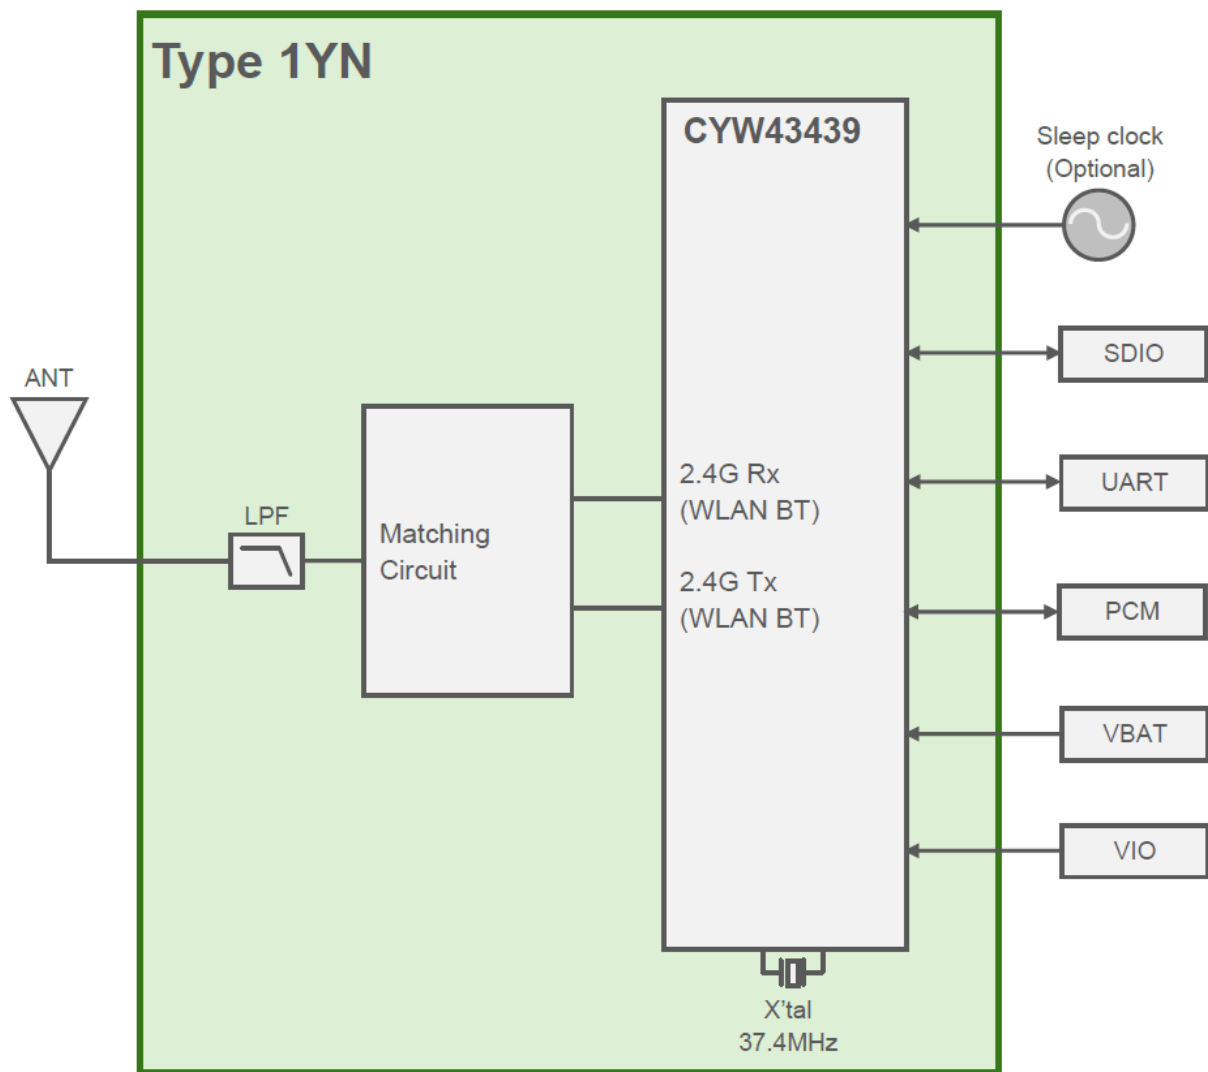 Type 1YN
CYW43439
Sleep clock
(Optional)
SDIO
ANT
UART
2.4G Rx
(WLAN BT)
LPF
Matching
Circuit
2.4G Tx
(WLAN BT)
PCM
VBAT
VIO
X'tal
37.4MHz